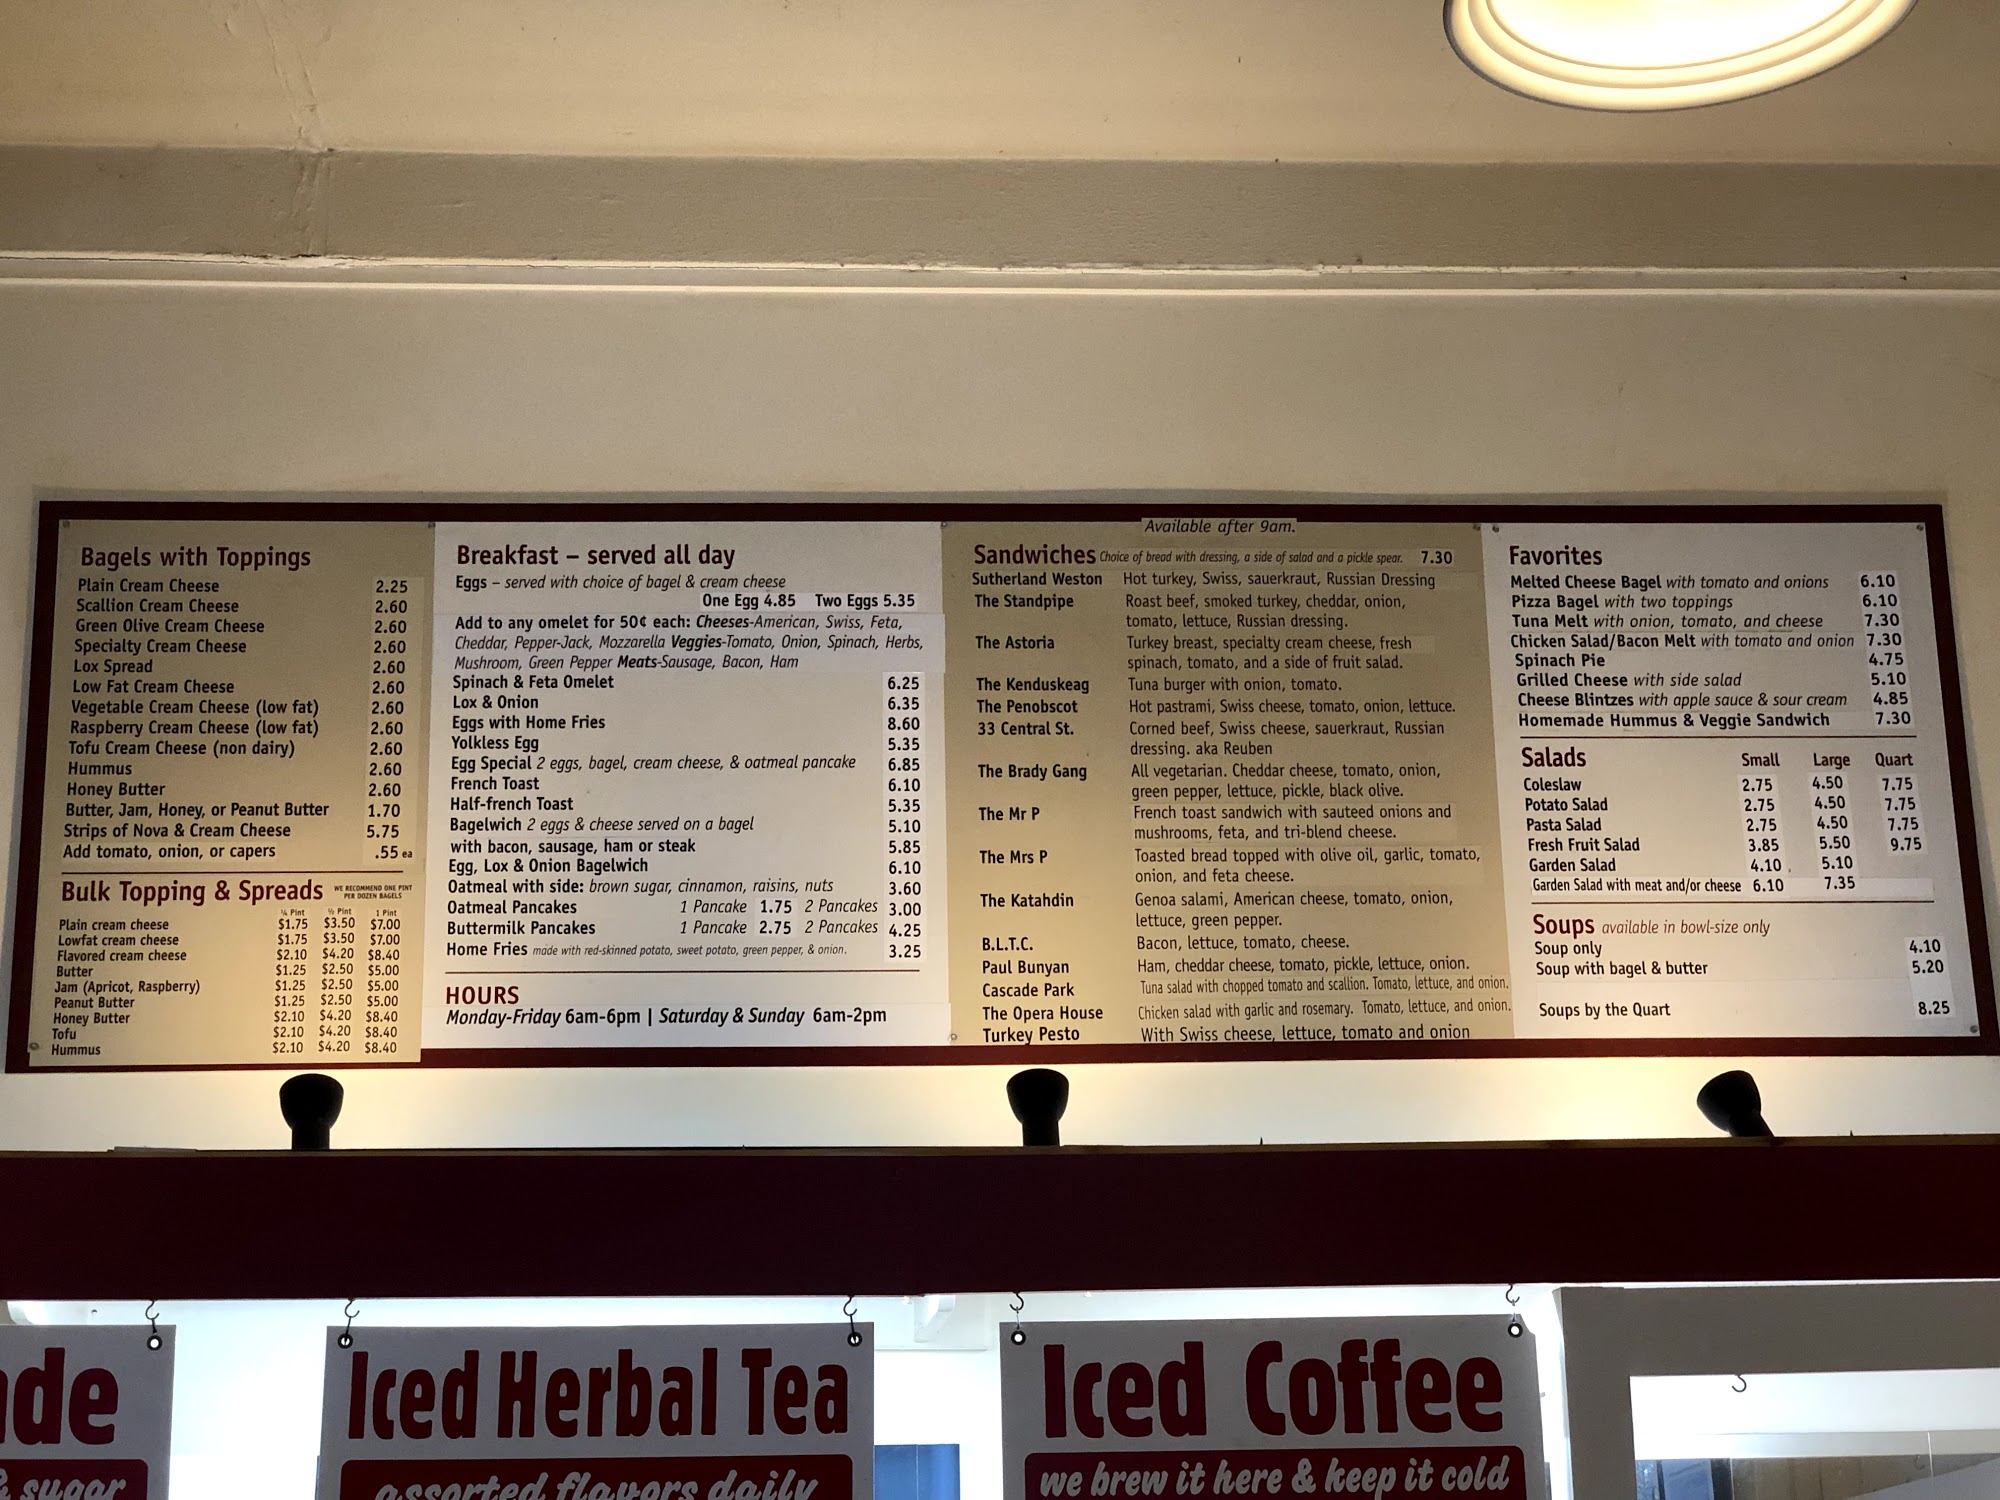 Bagels with Toppings
Plain Cream Cheese 2.25
Scallion Cream Cheese 2.60
Green Olive Cream Cheese 2.60
Specialty Cream Cheese 2.60
Lox Spread 2.60
Low Fat Cream Cheese 2.60
Vegetable Cream Cheese (low fat) 2.60
Raspberry Cream Cheese (low fat) 2.60
Tofu Cream Cheese (non dairy) 2.60
Hummus 2.60
Honey Butter 2.60
Butter, Jam, Honey, or Peanut Butter 1.70
Strips of Nova & Cream Cheese 5.75
Add tomato, onion, or capers .55 ea
Bulk Topping & Spreads WE RECOMMEND ONE PINT
PER DOZEN BAGELS
¼ Pint ½ Pint 1 Pint
Plain cream cheese $1.75 $3.50 $7.00
Lowfat cream cheese $1.75 $3.50 $7.00
Flavored cream cheese $2.10 $4.20 $8.40
Butter $1.25 $2.50 $5.00
Jam (Apricot, Raspberry) $1.25 $2.50 $5.00
Peanut Butter $1.25 $2.50 $5.00
Honey Butter $2.10 $4.20 $8.40
Tofu $2.10 $4.20 $8.40
Hummus $2.10 $4.20 $8.40
Breakfast – served all day
Eggs – served with choice of bagel & cream cheese
One Egg 4.85 Two Eggs 5.35
Add to any omelet for 50¢ each: Cheeses-American, Swiss, Feta,
Cheddar, Pepper-Jack, Mozzarella Veggies-Tomato, Onion, Spinach, Herbs,
Mushroom, Green Pepper Meats-Sausage, Bacon, Ham
Spinach & Feta Omelet 6.25
Lox & Onion 6.35
Eggs with Home Fries 8.60
Yolkless Egg 5.35
Egg Special 2 eggs, bagel, cream cheese, & oatmeal pancake 6.85
French Toast 6.10
Half-french Toast 5.35
Bagelwich 2 eggs & cheese served on a bagel 5.10
with bacon, sausage, ham or steak 5.85
Egg, Lox & Onion Bagelwich 6.10
Oatmeal with side: brown sugar, cinnamon, raisins, nuts 3.60
Oatmeal Pancakes 1 Pancake 1.75 2 Pancakes 3.00
Buttermilk Pancakes 1 Pancake 2.75 2 Pancakes 4.25
Home Fries made with red-skinned potato, sweet potato, green pepper, & onion. 3.25
HOURS
Monday-Friday 6am-6pm | Saturday & Sunday 6am-2pm
Available after 9am.
Sandwiches Choice of bread with dressing, a side of salad and a pickle spear. 7.30
Sutherland Weston Hot turkey, Swiss, sauerkraut, Russian Dressing
The Standpipe Roast beef, smoked turkey, cheddar, onion,
tomato, lettuce, Russian dressing.
The Astoria Turkey breast, specialty cream cheese, fresh
spinach, tomato, and a side of fruit salad.
The Kenduskeag Tuna burger with onion, tomato.
The Penobscot Hot pastrami, Swiss cheese, tomato, onion, lettuce.
33 Central St. Corned beef, Swiss cheese, sauerkraut, Russian
dressing. aka Reuben
The Brady Gang All vegetarian. Cheddar cheese, tomato, onion,
green pepper, lettuce, pickle, black olive.
The Mr P French toast sandwich with sauteed onions and
mushrooms, feta, and tri-blend cheese.
The Mrs P Toasted bread topped with olive oil, garlic, tomato,
onion, and feta cheese.
The Katahdin Genoa salami, American cheese, tomato, onion,
lettuce, green pepper.
B.L.T.C. Bacon, lettuce, tomato, cheese.
Paul Bunyan Ham, cheddar cheese, tomato, pickle, lettuce, onion.
Cascade Park Tuna salad with chopped tomato and scallion. Tomato, lettuce, and onion.
The Opera House Chicken salad with garlic and rosemary. Tomato, lettuce, and onion.
Turkey Pesto With Swiss cheese, lettuce, tomato and onion
Favorites
Melted Cheese Bagel with tomato and onions 6.10
Pizza Bagel with two toppings 6.10
Tuna Melt with onion, tomato, and cheese 7.30
Chicken Salad/Bacon Melt with tomato and onion 7.30
Spinach Pie 4.75
Grilled Cheese with side salad 5.10
Cheese Blintzes with apple sauce & sour cream 4.85
Homemade Hummus & Veggie Sandwich 7.30
Salads Small Large Quart
Coleslaw 2.75 4.50 7.75
Potato Salad 2.75 4.50 7.75
Pasta Salad 2.75 4.50 7.75
Fresh Fruit Salad 3.85 5.50 9.75
Garden Salad 4.10 5.10
Garden Salad with meat and/or cheese 6.10 7.35
Soups available in bowl-size only
Soup only 4.10
Soup with bagel & butter 5.20
Soups by the Quart 8.25
ade
& sugar
Iced Herbal Tea
assorted flavors daily
Iced Coffee
we brew it here & keep it cold